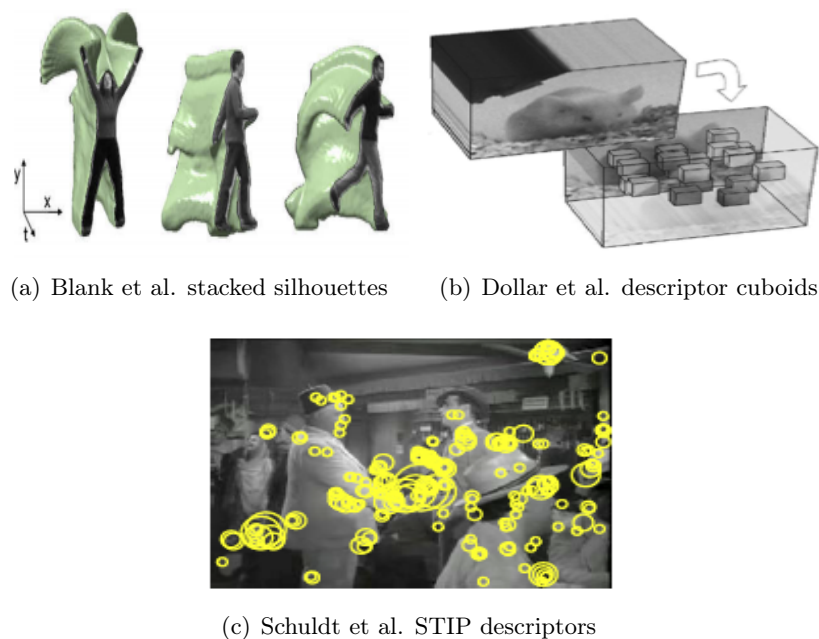 y
x
t
(a) Blank et al. stacked silhouettes
(b) Dollar et al. descriptor cuboids
(c) Schuldt et al. STIP descriptors